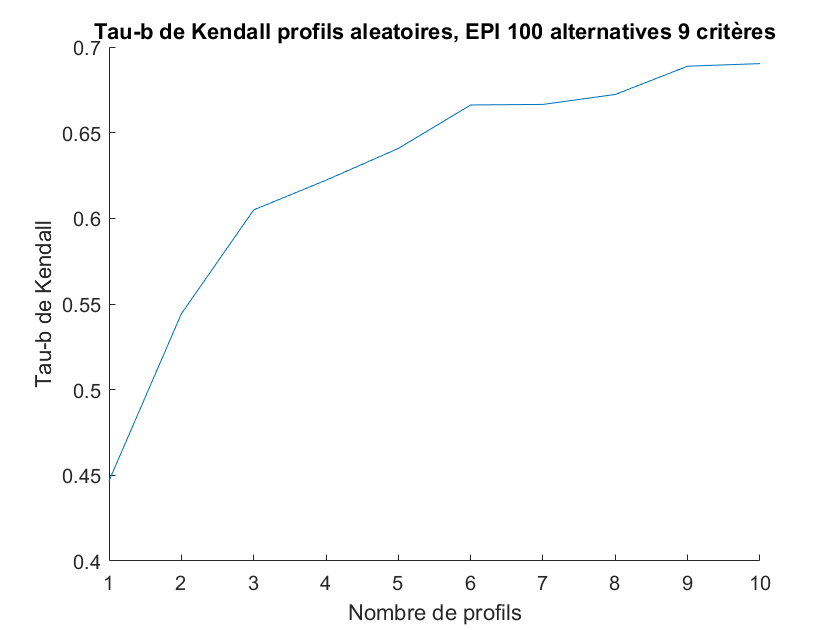 Tau-b de Kendall profils aleatoires, EPI 100 alternatives 9 critères
0.7
0.65
0.6
0.55
0.5
0.45
0.4
Tau-b de Kendall
1 2 3 4 5 6 7 8 9 10
Nombre de profils